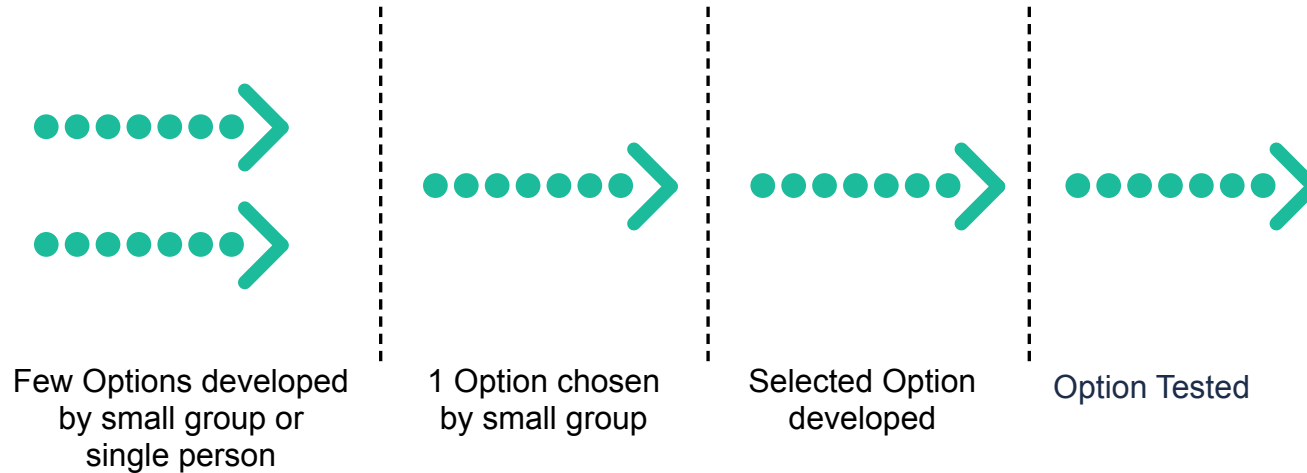 Few Options developed
by small group or
single person
1 Option chosen
by small group
Selected Option
developed
Option Tested